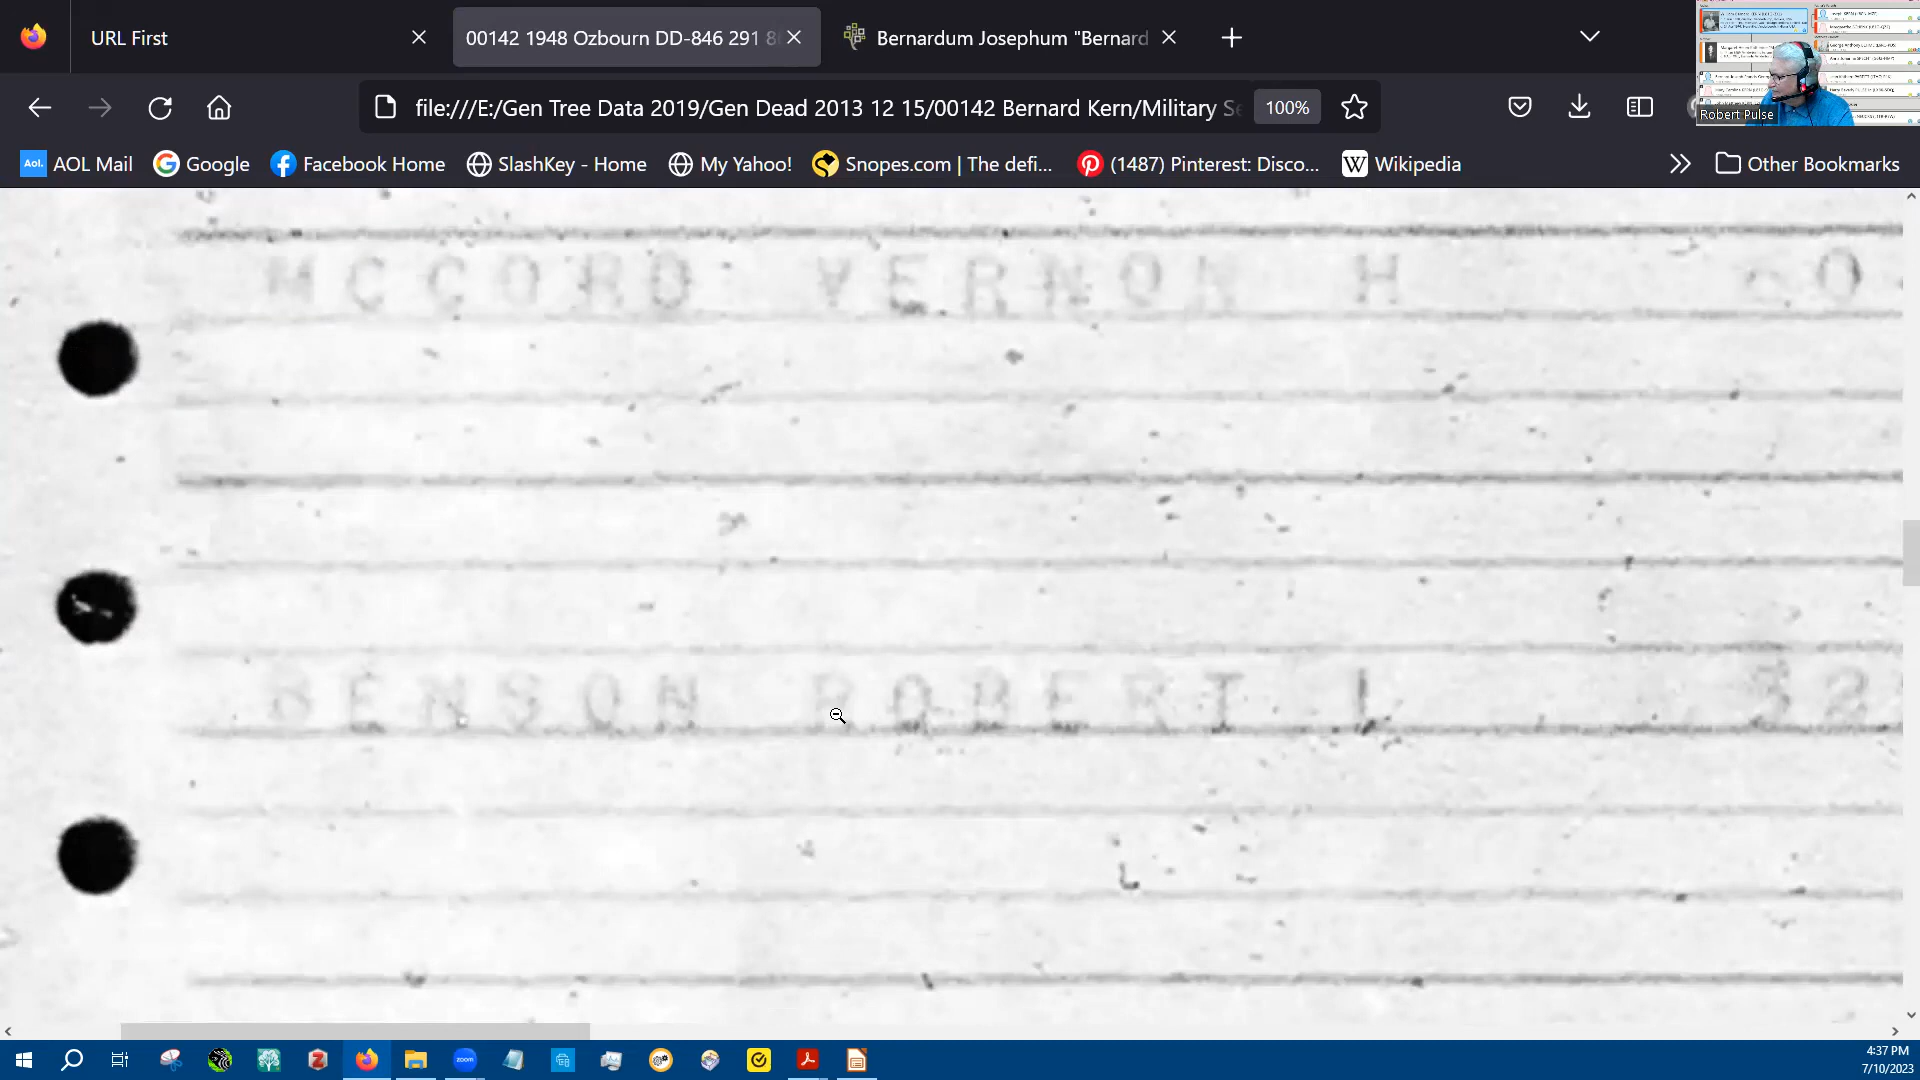 URL First
00142 1948 Ozbourn DD-846 291 8
Bernardum Josephum "Bernard
file:///E:/Gen Tree Data 2019/Gen Dead 2013 12 15/00142 Bernard Kern/Military Se
100%
Robert Pulse
Aol.
AOL Mail
Google
Facebook Home
SlashKey - Home
My Yahoo!
Snopes.com | The defi...
(1487) Pinterest: Disco...
W Wikipedia
Other Bookmarks
MCCORD VERNON H
BENSON ROBERT L
zoom
4:37 PM
7/10/2023